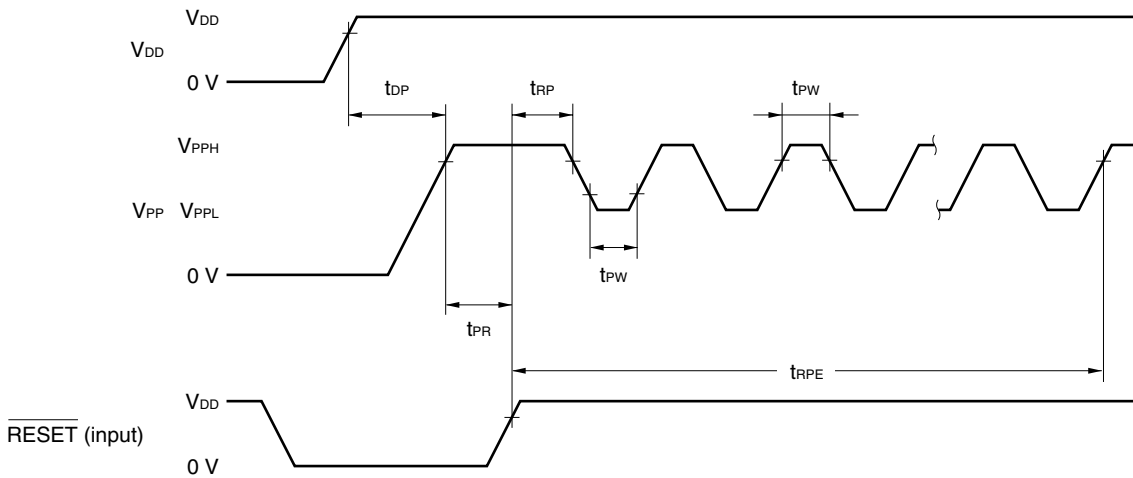 VDD
VDD
0 V
tDP
tRP
tPW
VPPH
VPP VPPL
0 V
tPW
tPR
tRPE
VDD
RESET (input)
0 V